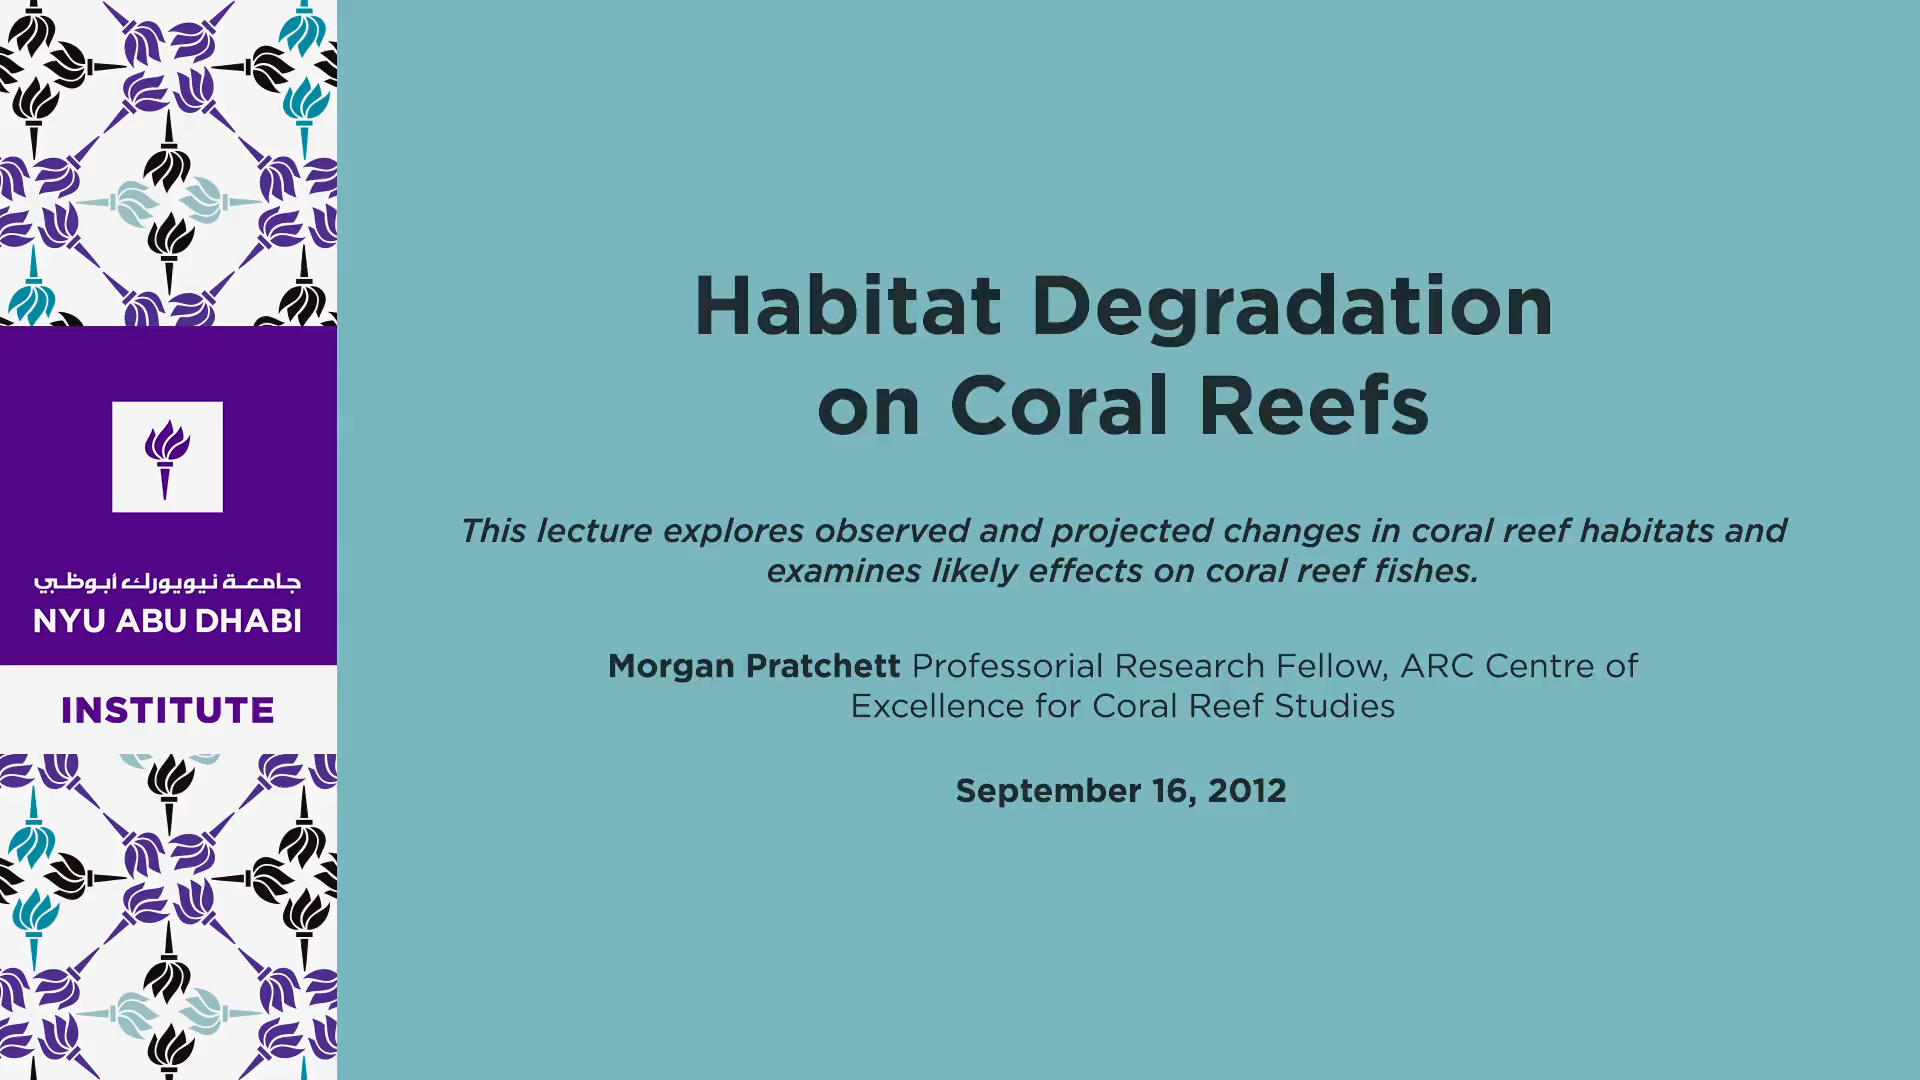 جامعـة نيويورك أبوظـبي
NYU ABU DHABI
INSTITUTE
Habitat Degradation
on Coral Reefs
This lecture explores observed and projected changes in coral reef habitats and
examines likely effects on coral reef fishes.
Morgan Pratchett Professorial Research Fellow, ARC Centre of
Excellence for Coral Reef Studies
September 16, 2012